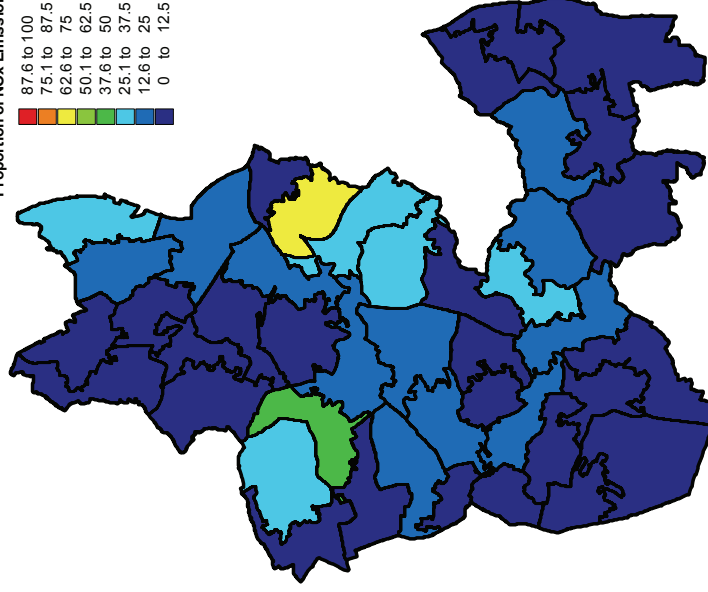 Proportion of NOx Emission
87.6 to 100
75.1 to 87.5
62.6 to 75
50.1 to 62.5
37.6 to 50
25.1 to 37.5
12.6 to 25
0 to 12.5